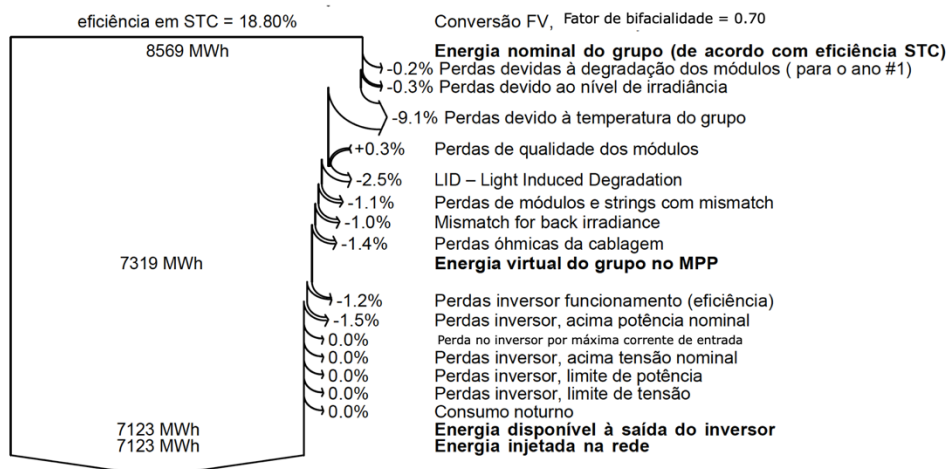 eficiência em STC = 18.80% Conversão FV, Fator de bifacialidade = 0.70
8569 MWh Energia nominal do grupo (de acordo com eficiência STC)
-0.2% Perdas devidas à degradação dos módulos ( para o ano #1)
-0.3% Perdas devido ao nível de irradiância
-9.1% Perdas devido à temperatura do grupo
+0.3% Perdas de qualidade dos módulos
-2.5% LID – Light Induced Degradation
-1.1% Perdas de módulos e strings com mismatch
-1.0% Mismatch for back irradiance
-1.4% Perdas óhmicas da cablagem
7319 MWh Energia virtual do grupo no MPP
-1.2% Perdas inversor funcionamento (eficiência)
-1.5% Perdas inversor, acima potência nominal
0.0% Perda no inversor por máxima corrente de entrada
0.0% Perdas inversor, acima tensão nominal
0.0% Perdas inversor, limite de potência
0.0% Perdas inversor, limite de tensão
0.0% Consumo noturno
7123 MWh Energia disponível à saída do inversor
7123 MWh Energia injetada na rede